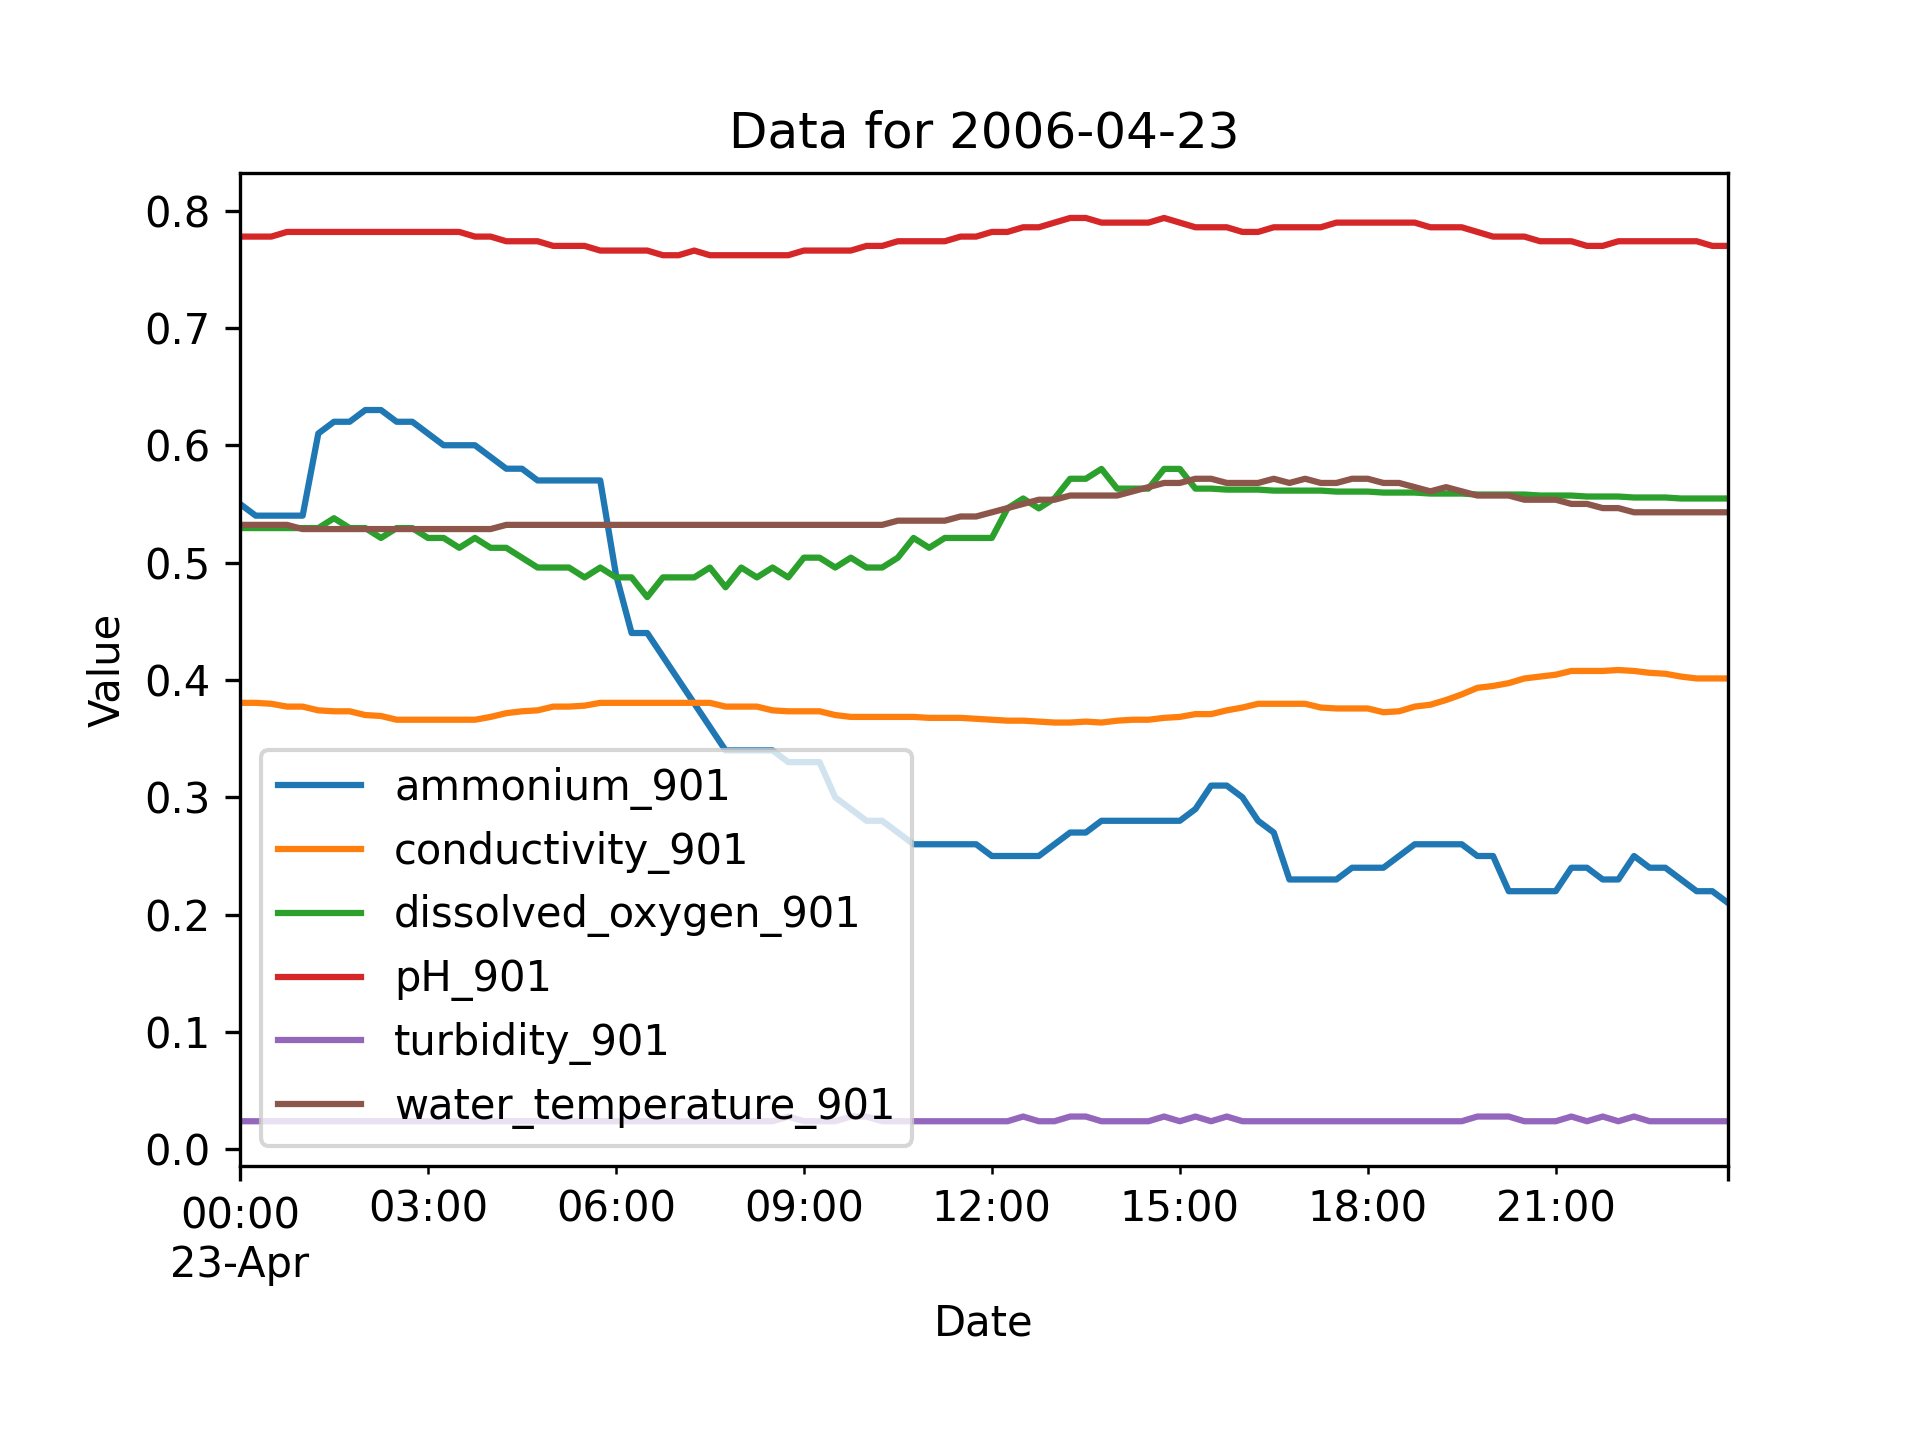 Data for 2006-04-23
0.8
0.7
0.6
0.5
0.4
0.3
0.2
0.1
0.0
Value
ammonium_901
conductivity_901
dissolved_oxygen_901
pH_901
turbidity_901
water_temperature_901
00:00 03:00 06:00 09:00 12:00 15:00 18:00 21:00
23-Apr
Date